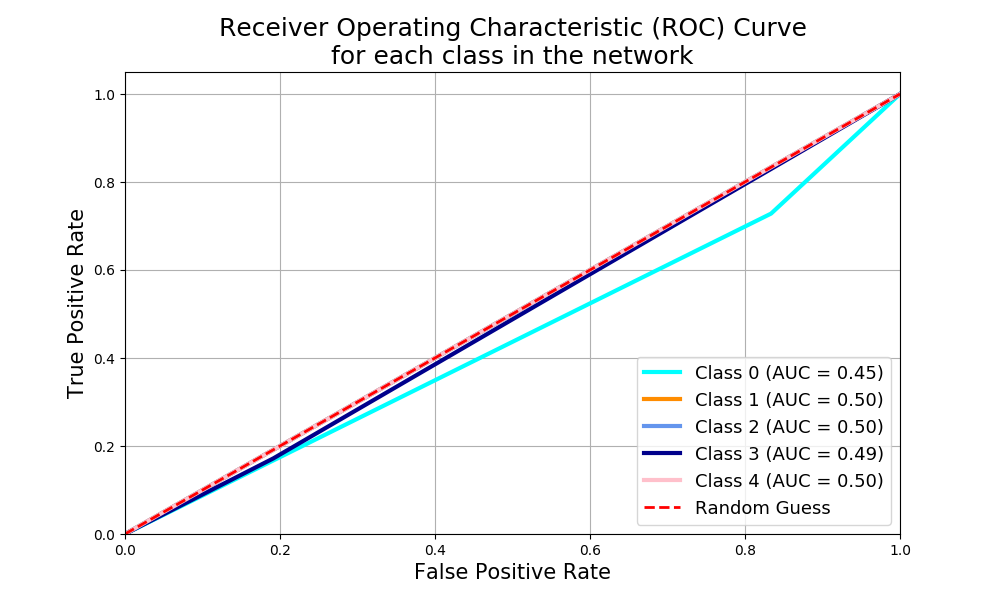 Receiver Operating Characteristic (ROC) Curve
for each class in the network
True Positive Rate
1.0
0.8
0.6
0.4
0.2
0.0
0.0 0.2 0.4 0.6 0.8 1.0
False Positive Rate
Class 0 (AUC = 0.45)
Class 1 (AUC = 0.50)
Class 2 (AUC = 0.50)
Class 3 (AUC = 0.49)
Class 4 (AUC = 0.50)
Random Guess